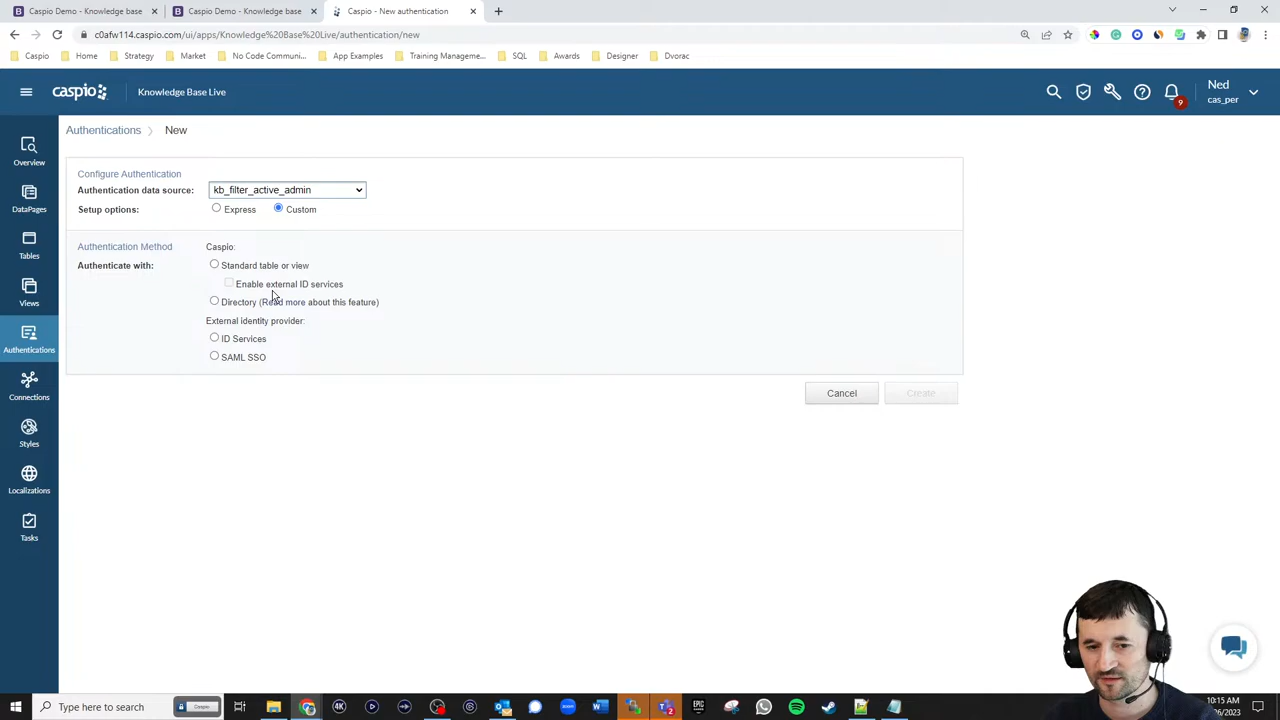 Caspio Demo - Knowledge base
Caspio Demo - Knowledge base
Caspio - New authentication
c0afw114.caspio.com/ui/apps/Knowledge%20Base%20Live/authentication/new
Caspio
Home
Strategy
Market
No Code Communi...
App Examples
Training Manageme...
SQL
Awards
Designer
Dvorac
caspio
Knowledge Base Live
9
Ned
cas_per
Overview
DataPages
Tables
Views
Authentications
Connections
Styles
Localizations
Tasks
Authentications
New
Configure Authentication
Authentication data source:
kb_filter_active_admin
Setup options:
Express
Custom
Authentication Method
Caspio:
Authenticate with:
Standard table or view
Enable external ID services
Directory (Read more about this feature)
External identity provider:
ID Services
SAML SSO
Cancel
Create
Type here to search
Caspio
4K
EPIC
10:15 AM